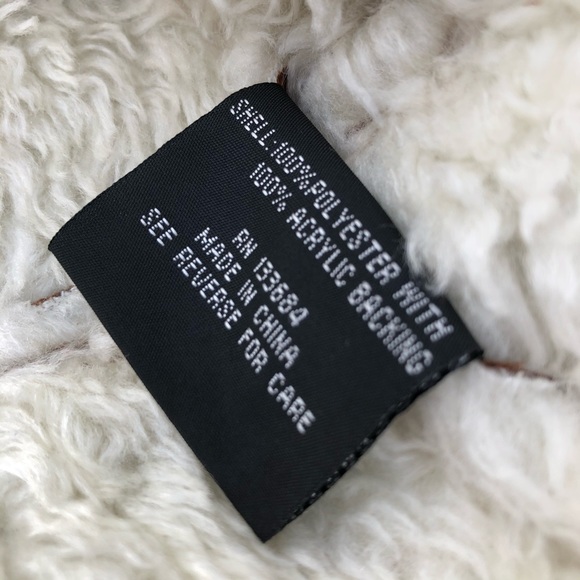 SHELL:100%POLYESTER WITH
100% ACRYLIC BACKING
RN 133684
MADE IN CHINA
SEE REVERSE FOR CARE